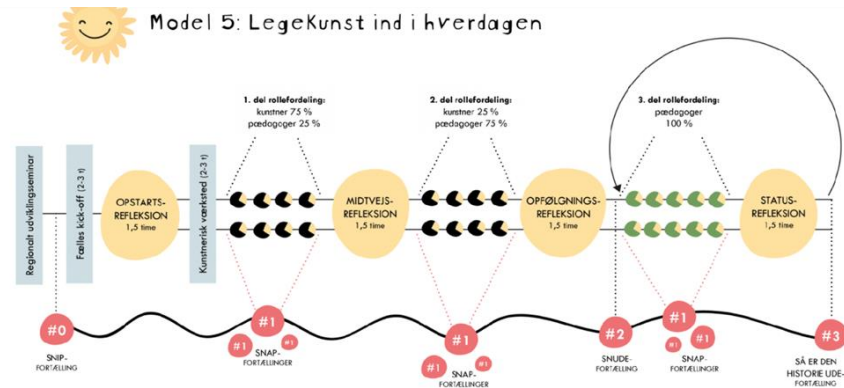 Model 5: LegeKunst ind i hverdagen
1. del rollefordeling:
kunstner 75 %
pædagoger 25 %
2. del rollefordeling:
kunstner 25 %
pædagoger 75 %
3. del rollefordeling:
pædagoger
100 %
Regionalt udviklingsseminar
Fælles kick-off (2-3 t)
OPSTARTS-
REFLEKSION
1,5 time
Kunstnerisk værksted (2-3 t)
MIDTVEJS-
REFLEKSION
1,5 time
OPFØLGNINGS-
REFLEKSION
1,5 time
STATUS-
REFLEKSION
1,5 time
#0
SNIP-
FORTÆLLING
#1
#1
#1
SNAP-
FORTÆLLINGER
#1
#1
#1
SNAP-
FORTÆLLINGER
#2
SNUDE-
FORTÆLLING
#1
#1
#1
SNAP-
FORTÆLLINGER
#3
SÅ ER DEN
HISTORIE UDE-
FORTÆLLING